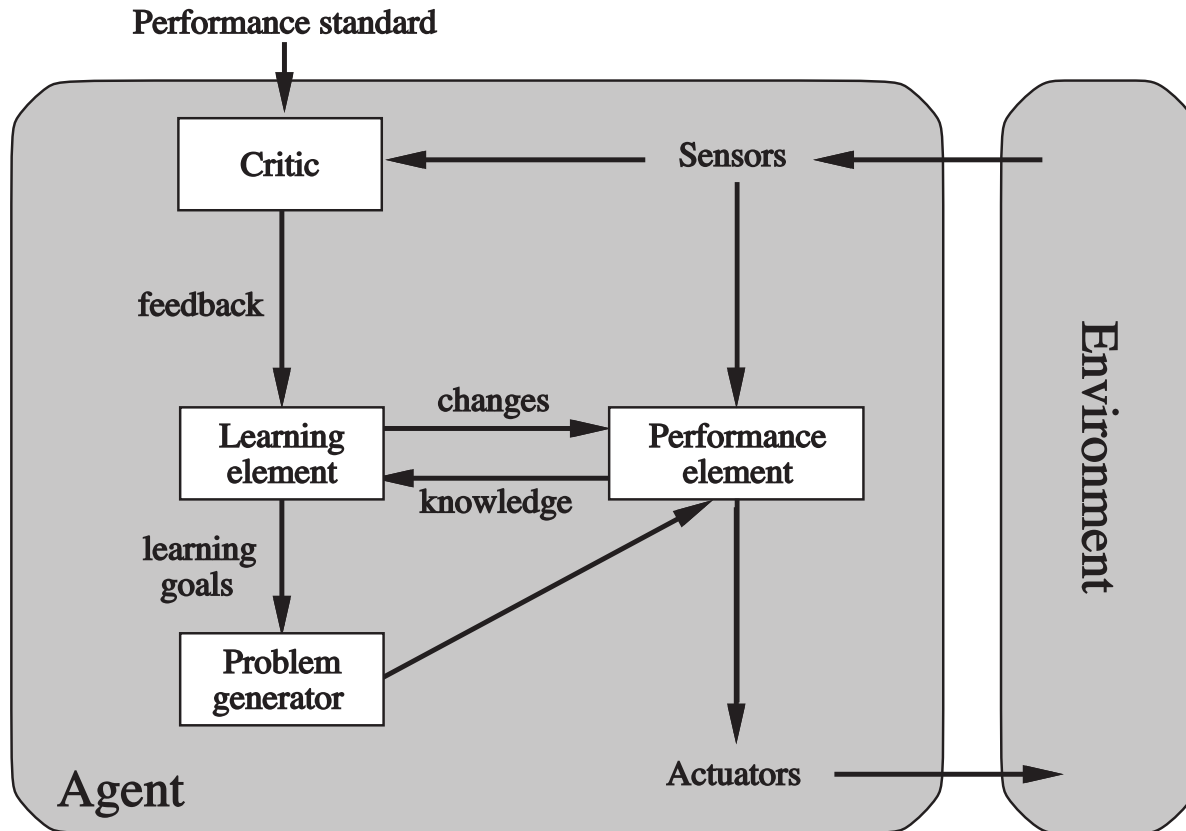 Performance standard
Critic
Sensors
feedback
changes
Learning
element
Performance
element
knowledge
learning
goals
Problem
generator
Agent
Actuators
Environment